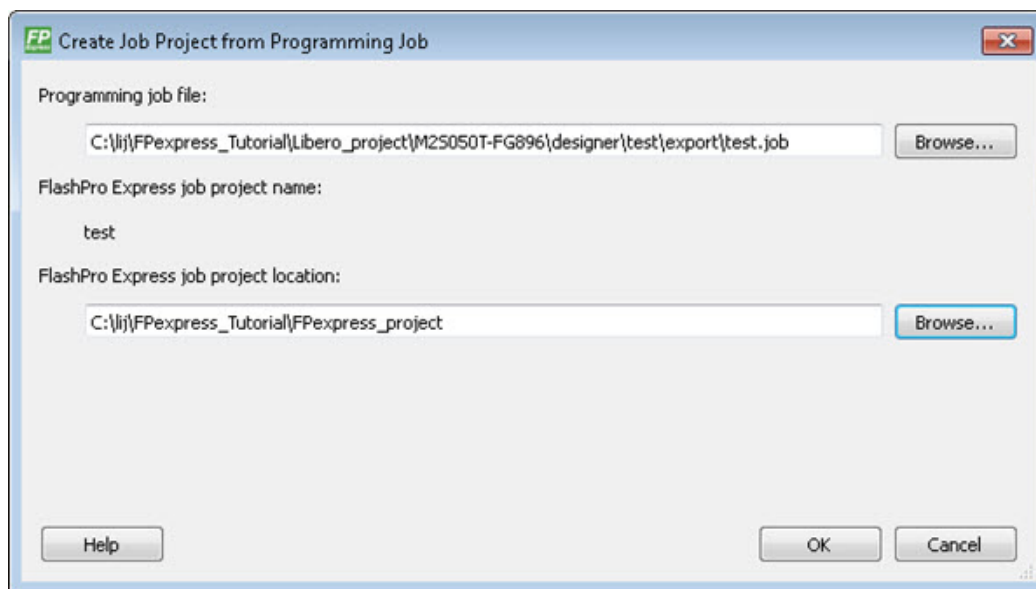 FP Express Create Job Project from Programming Job
Programming job file:
C:\lij\FPexpress_Tutorial\Libero_project\M2S050T-FG896\designer\test\export\test.job Browse...
FlashPro Express job project name:
test
FlashPro Express job project location:
C:\lij\FPexpress_Tutorial\FPexpress_project Browse...
Help OK Cancel